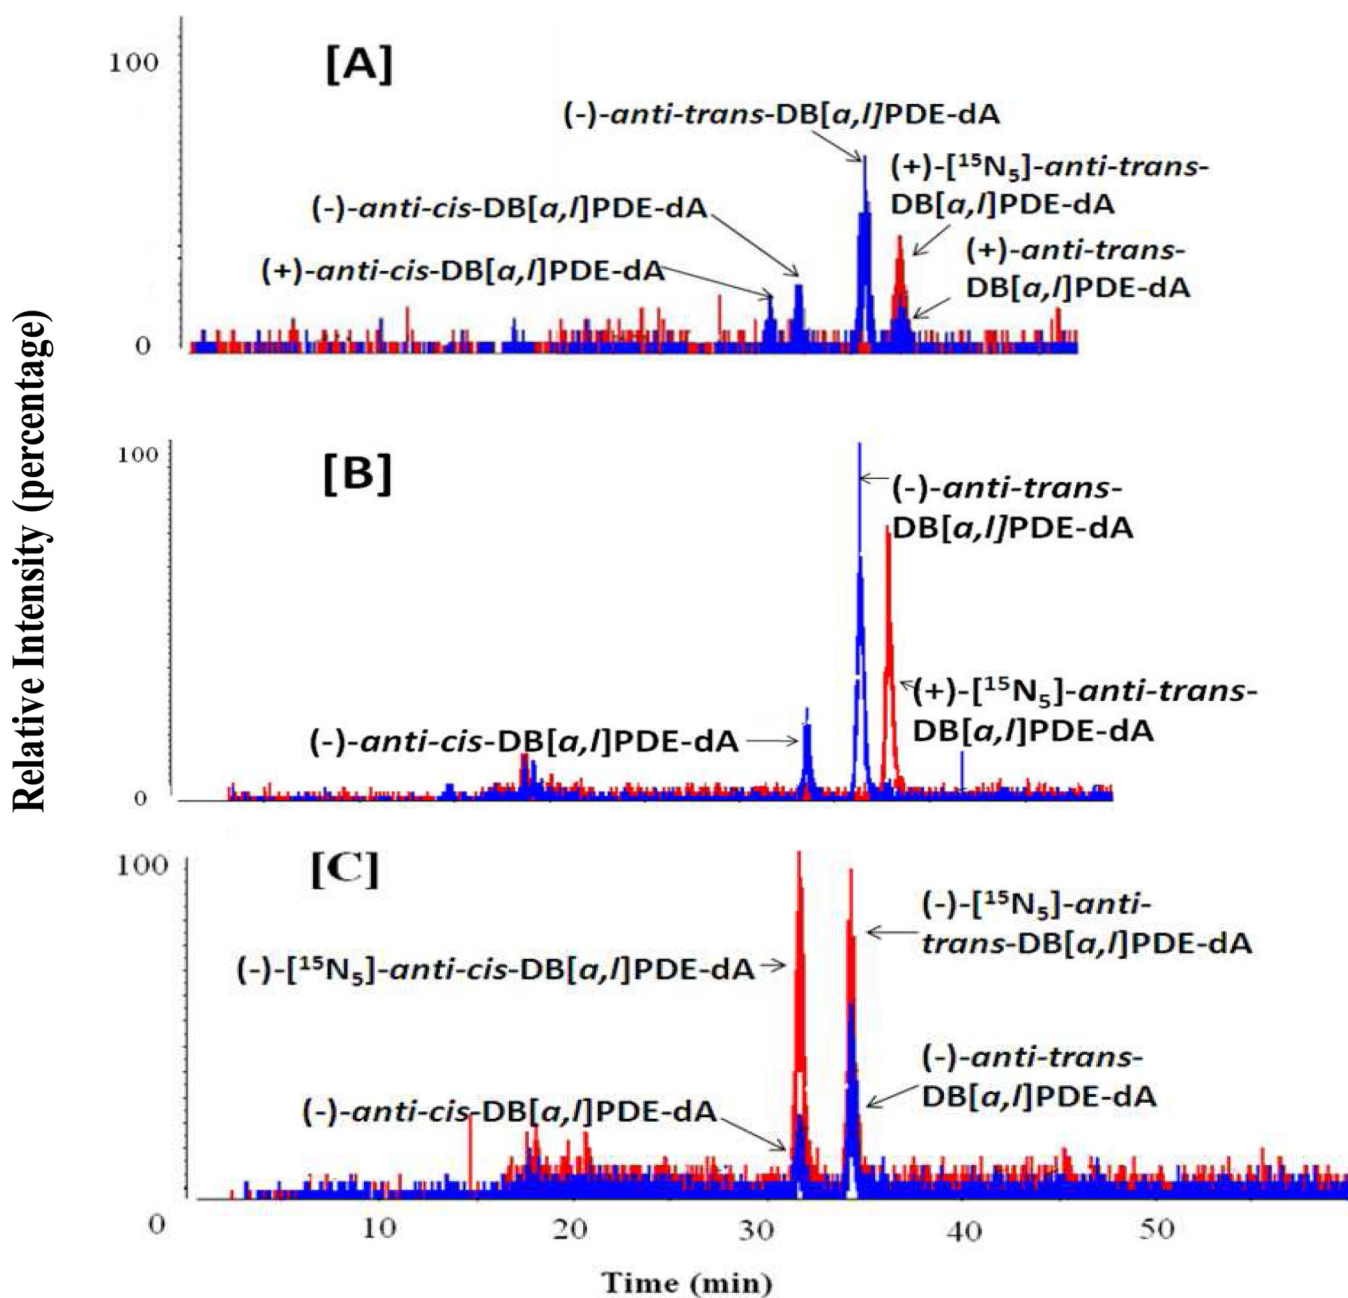 Relative Intensity (percentage)
[A]
100
0
(-)-anti-trans-DB[a,l]PDE-dA
(+)-[¹⁵N₅]-anti-trans-
DB[a,l]PDE-dA
(-)-anti-cis-DB[a,l]PDE-dA
(+)-anti-trans-
DB[a,l]PDE-dA
(+)-anti-cis-DB[a,l]PDE-dA
[B]
100
0
(-)-anti-trans-
DB[a,l]PDE-dA
(+)-[¹⁵N₅]-anti-trans-
DB[a,l]PDE-dA
(-)-anti-cis-DB[a,l]PDE-dA
[C]
100
(-)-[¹⁵N₅]-anti-
trans-DB[a,l]PDE-dA
(-)-[¹⁵N₅]-anti-cis-DB[a,l]PDE-dA
(-)-anti-trans-
DB[a,l]PDE-dA
(-)-anti-cis-DB[a,l]PDE-dA
0 10 20 30 40 50
Time (min)